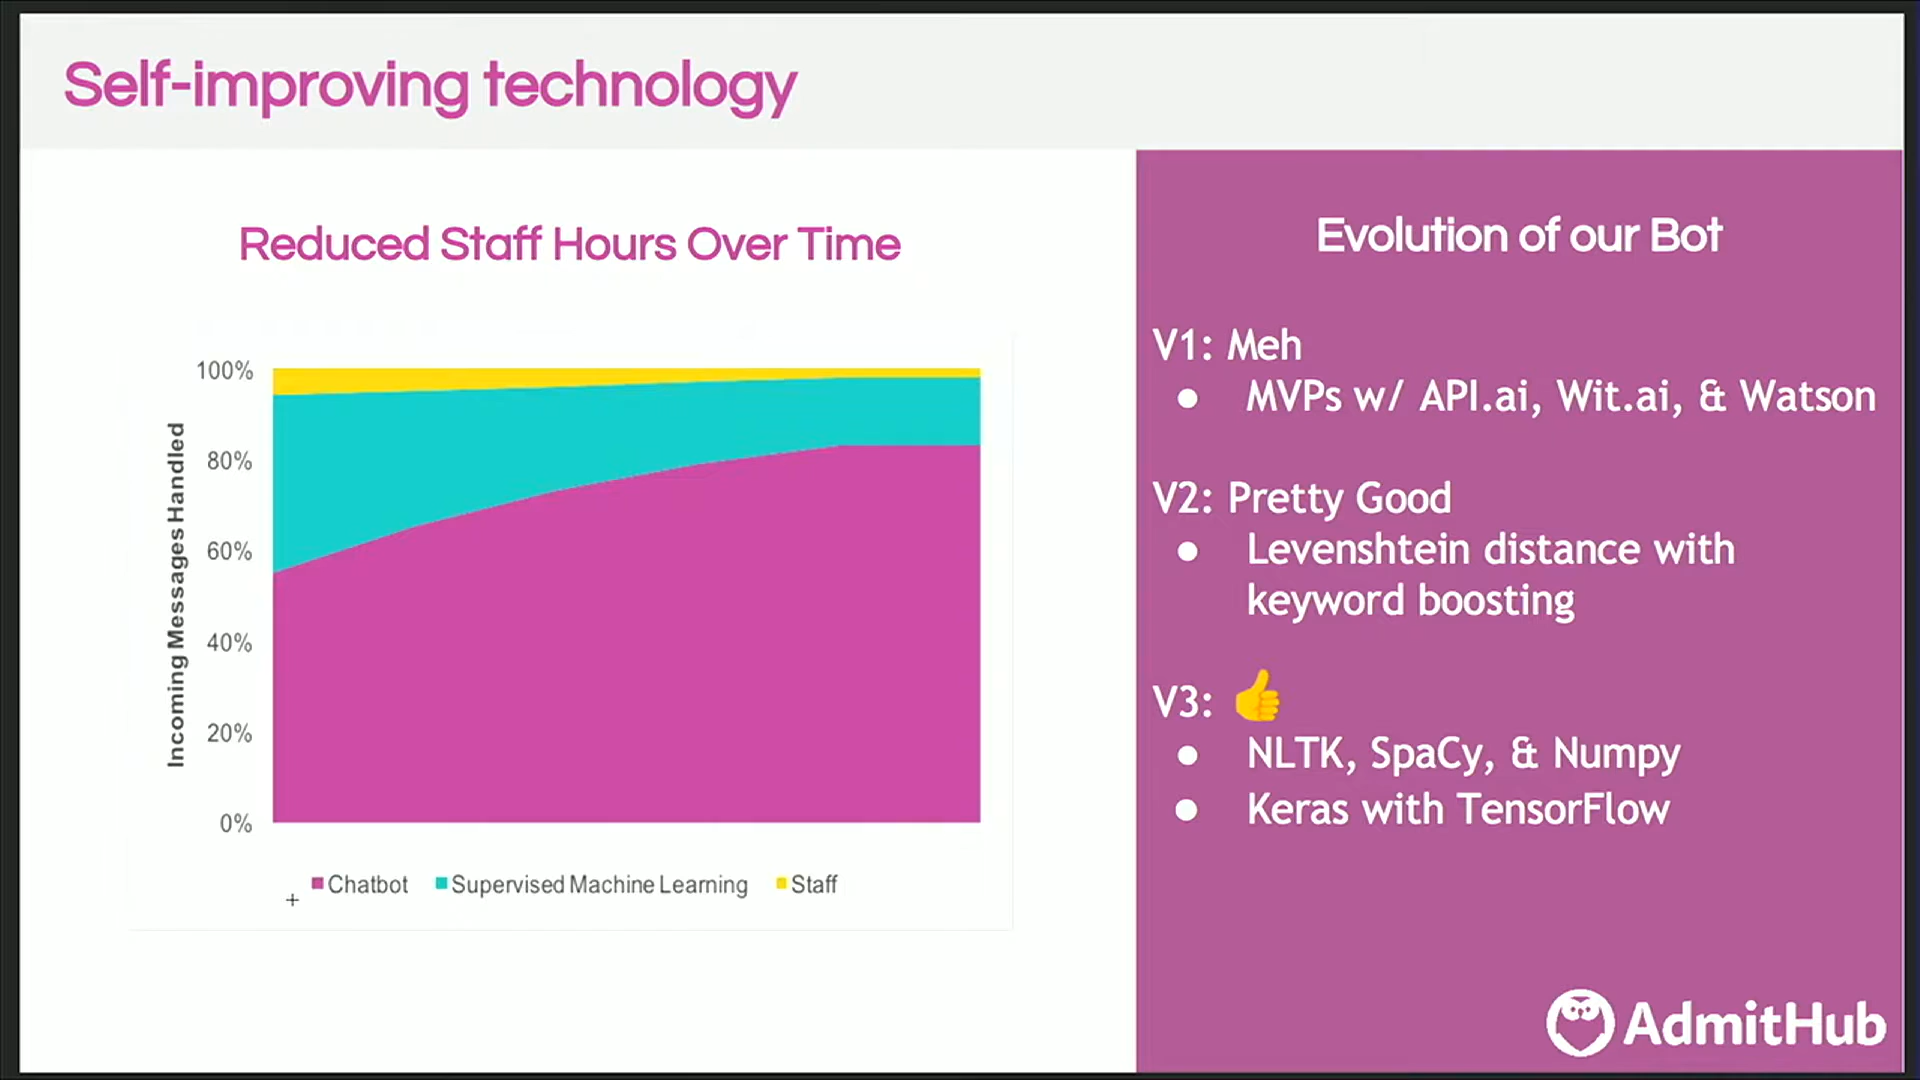 Self-improving technology
Reduced Staff Hours Over Time
100%
80%
60%
40%
20%
0%
Incoming Messages Handled
Chatbot
Supervised Machine Learning
Staff
Evolution of our Bot
V1: Meh
● MVPs w/ API.ai, Wit.ai, & Watson
V2: Pretty Good
● Levenshtein distance with
keyword boosting
V3: 👍
● NLTK, SpaCy, & Numpy
● Keras with TensorFlow
AdmitHub